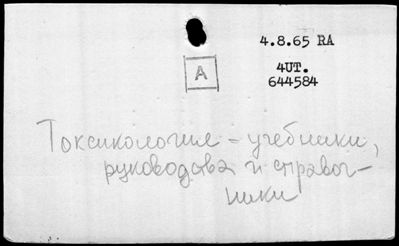 4.8.65 RA
4UT.
644584
A
Токсикология - учебники,
руководства и справоч-
ники